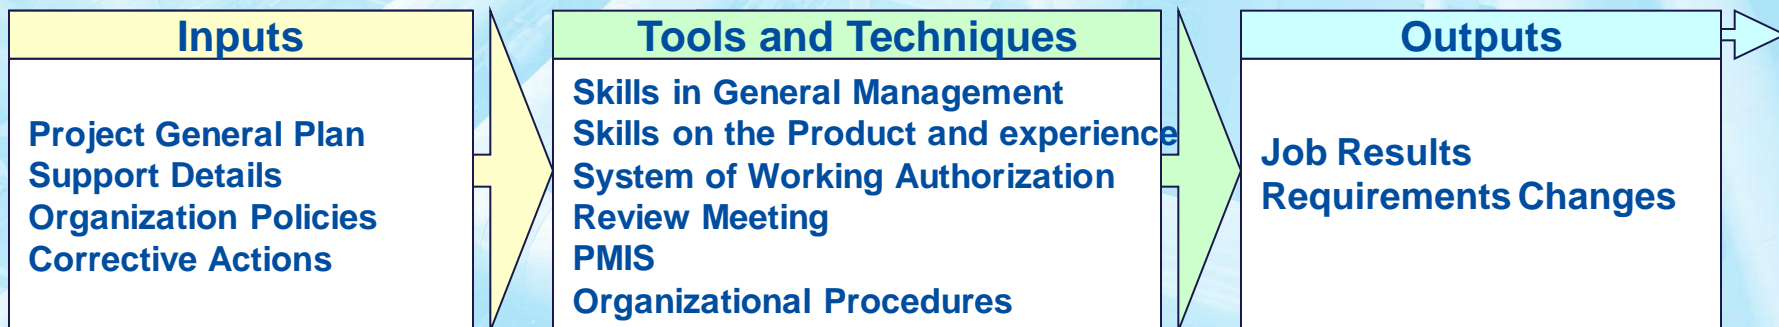 Inputs
Project General Plan
Support Details
Organization Policies
Corrective Actions
Tools and Techniques
Skills in General Management
Skills on the Product and experience
System of Working Authorization
Review Meeting
PMIS
Organizational Procedures
Outputs
Job Results
Requirements Changes